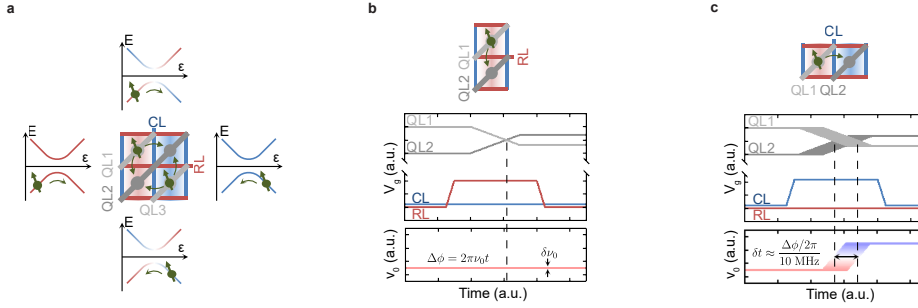 a
E
ε
E
ε
CL
QL1
RL
QL2
QL3
E
ε
E
ε
b
QL1
RL
QL2
QL1
QL2
V_g (a.u.)
CL
RL
ν_0 (a.u.)
Δϕ = 2πν_0t
δν_0
Time (a.u.)
c
CL
QL1 QL2
QL1
QL2
V_g (a.u.)
CL
RL
ν_0 (a.u.)
δt ≈ Δϕ/2π / 10 MHz
Time (a.u.)